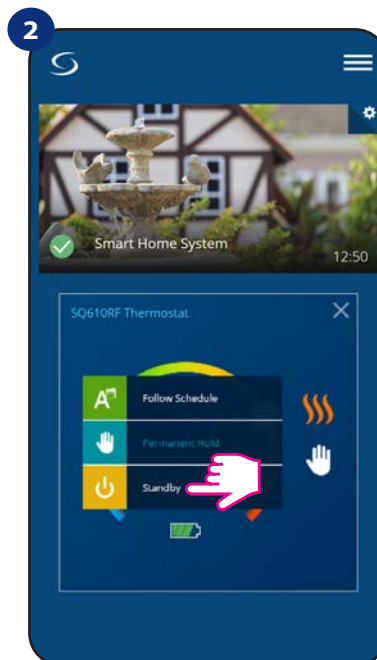 2
Smart Home System
12:50
SQ610RF Thermostat
A
Follow Schedule
Permanent Hold
Standby